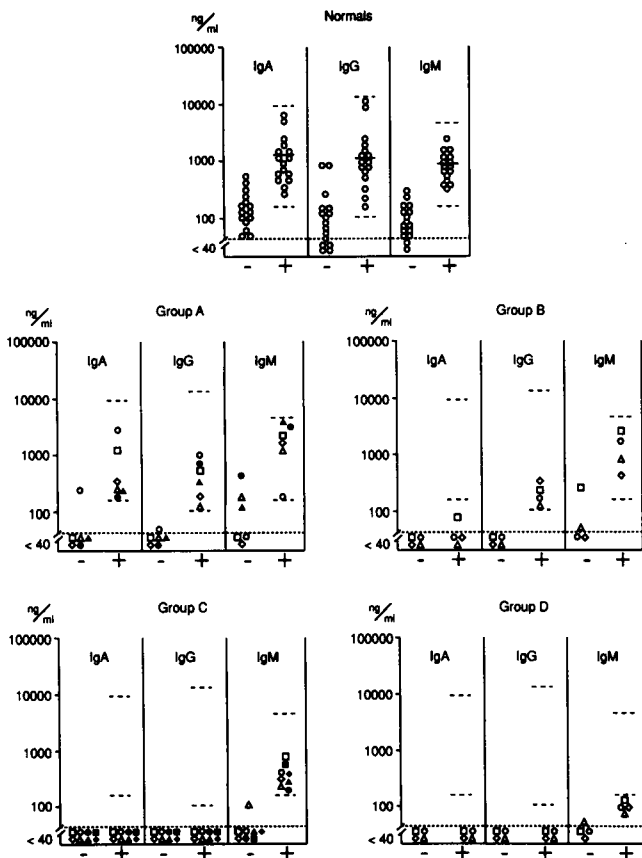 Normals
ng/ml
100000
IgA IgG IgM
10000
1000
100
< 40
- + - + - +
Group A
ng/ml
100000
IgA IgG IgM
10000
1000
100
< 40
- + - + - +
Group B
ng/ml
100000
IgA IgG IgM
10000
1000
100
< 40
- + - + - +
Group C
ng/ml
100000
IgA IgG IgM
10000
1000
100
< 40
- + - + - +
Group D
ng/ml
100000
IgA IgG IgM
10000
1000
100
< 40
- + - + - +